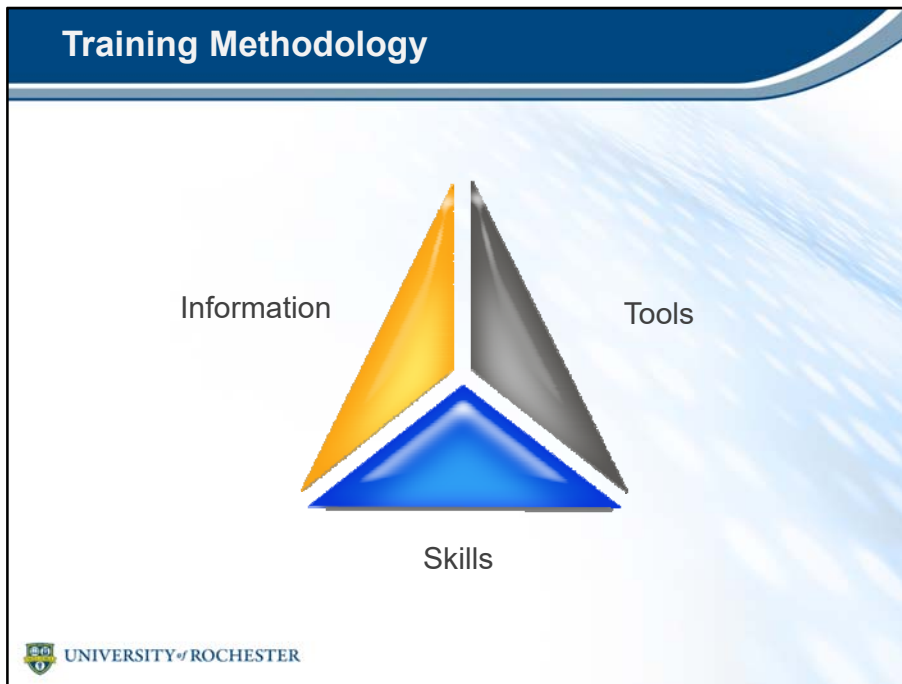 Training Methodology
Information
Tools
Skills
UNIVERSITY of ROCHESTER